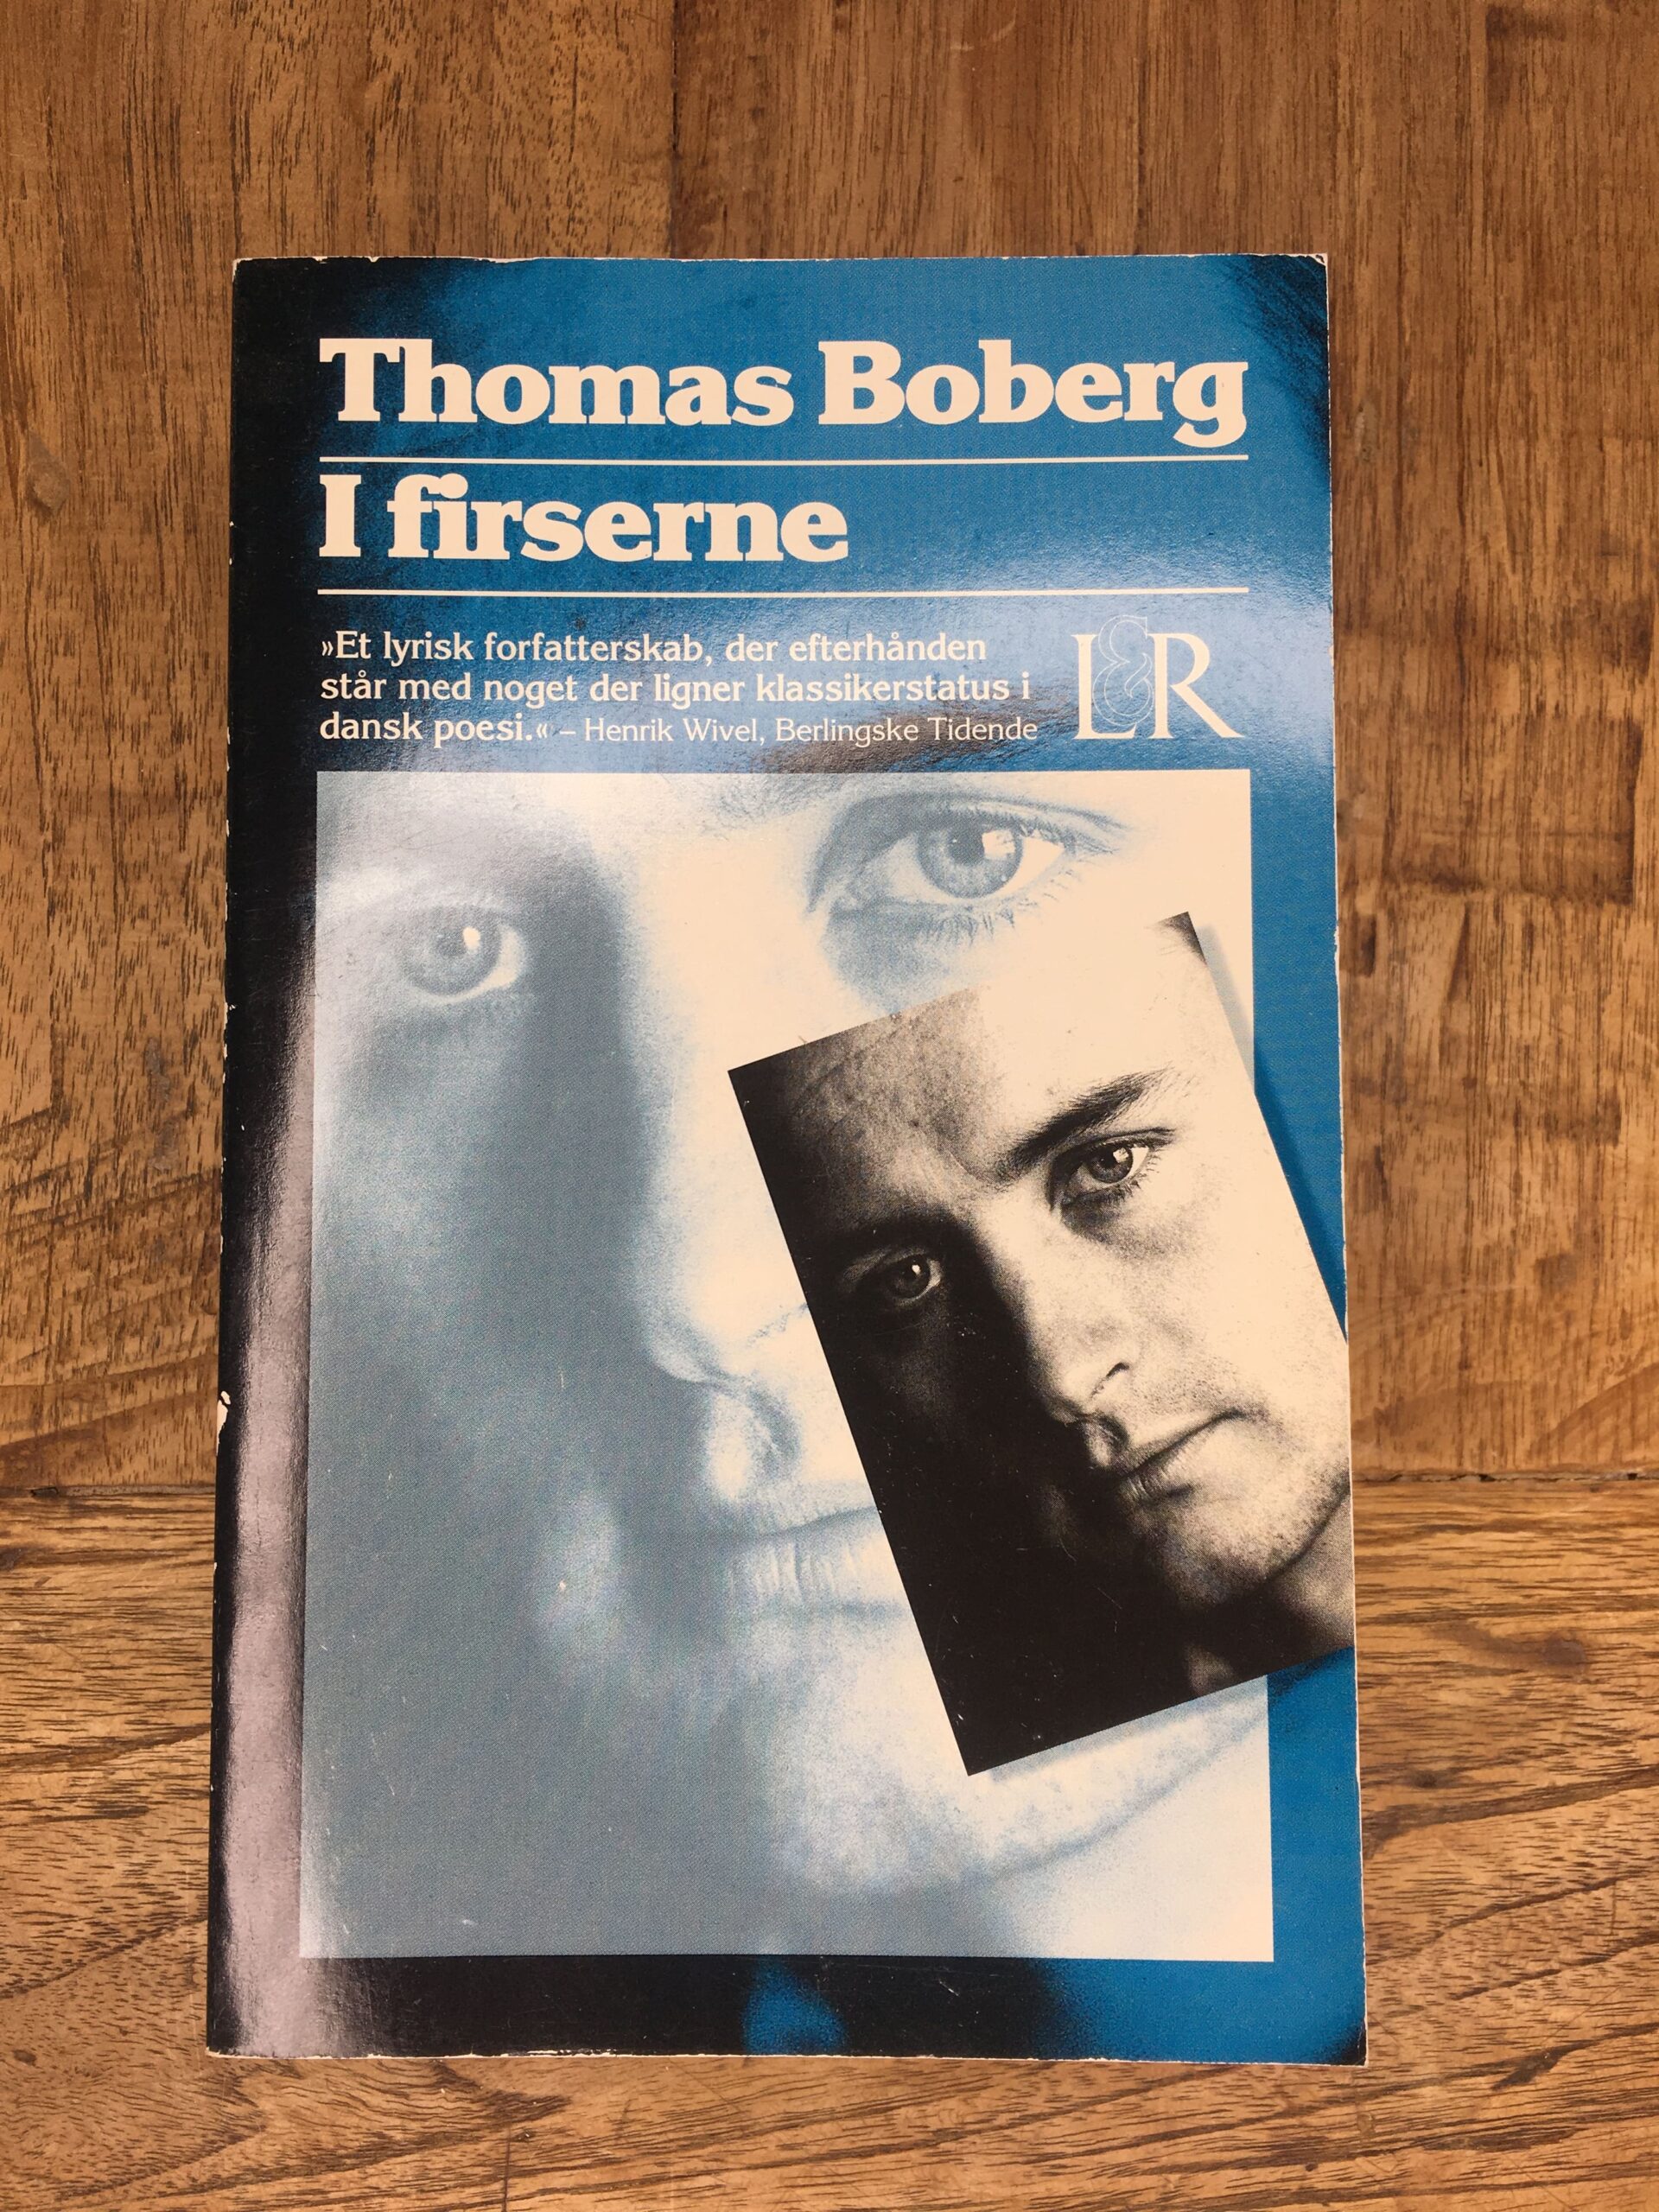 Thomas Boberg
I firserne
»Et lyrisk forfatterskab, der efterhånden
står med noget der ligner klassikerstatus i
dansk poesi.« – Henrik Wivel, Berlingske Tidende
L&R